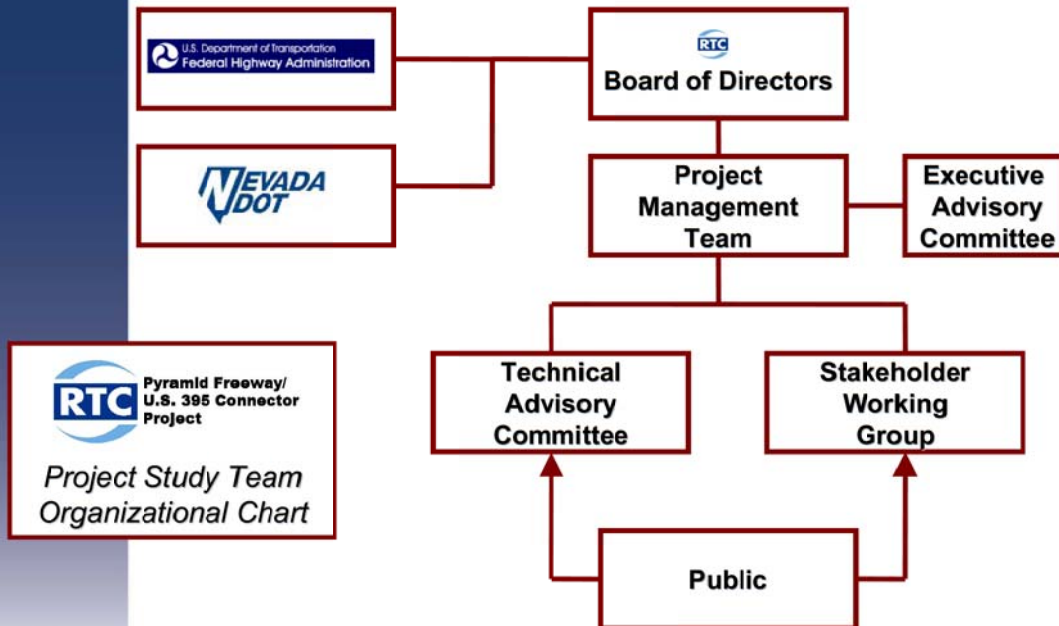 U.S. Department of Transportation
Federal Highway Administration
RTC
Board of Directors
NEVADA
DOT
Project
Management
Team
Executive
Advisory
Committee
RTC
Pyramid Freeway/
U.S. 395 Connector
Project
Project Study Team
Organizational Chart
Technical
Advisory
Committee
Stakeholder
Working
Group
Public